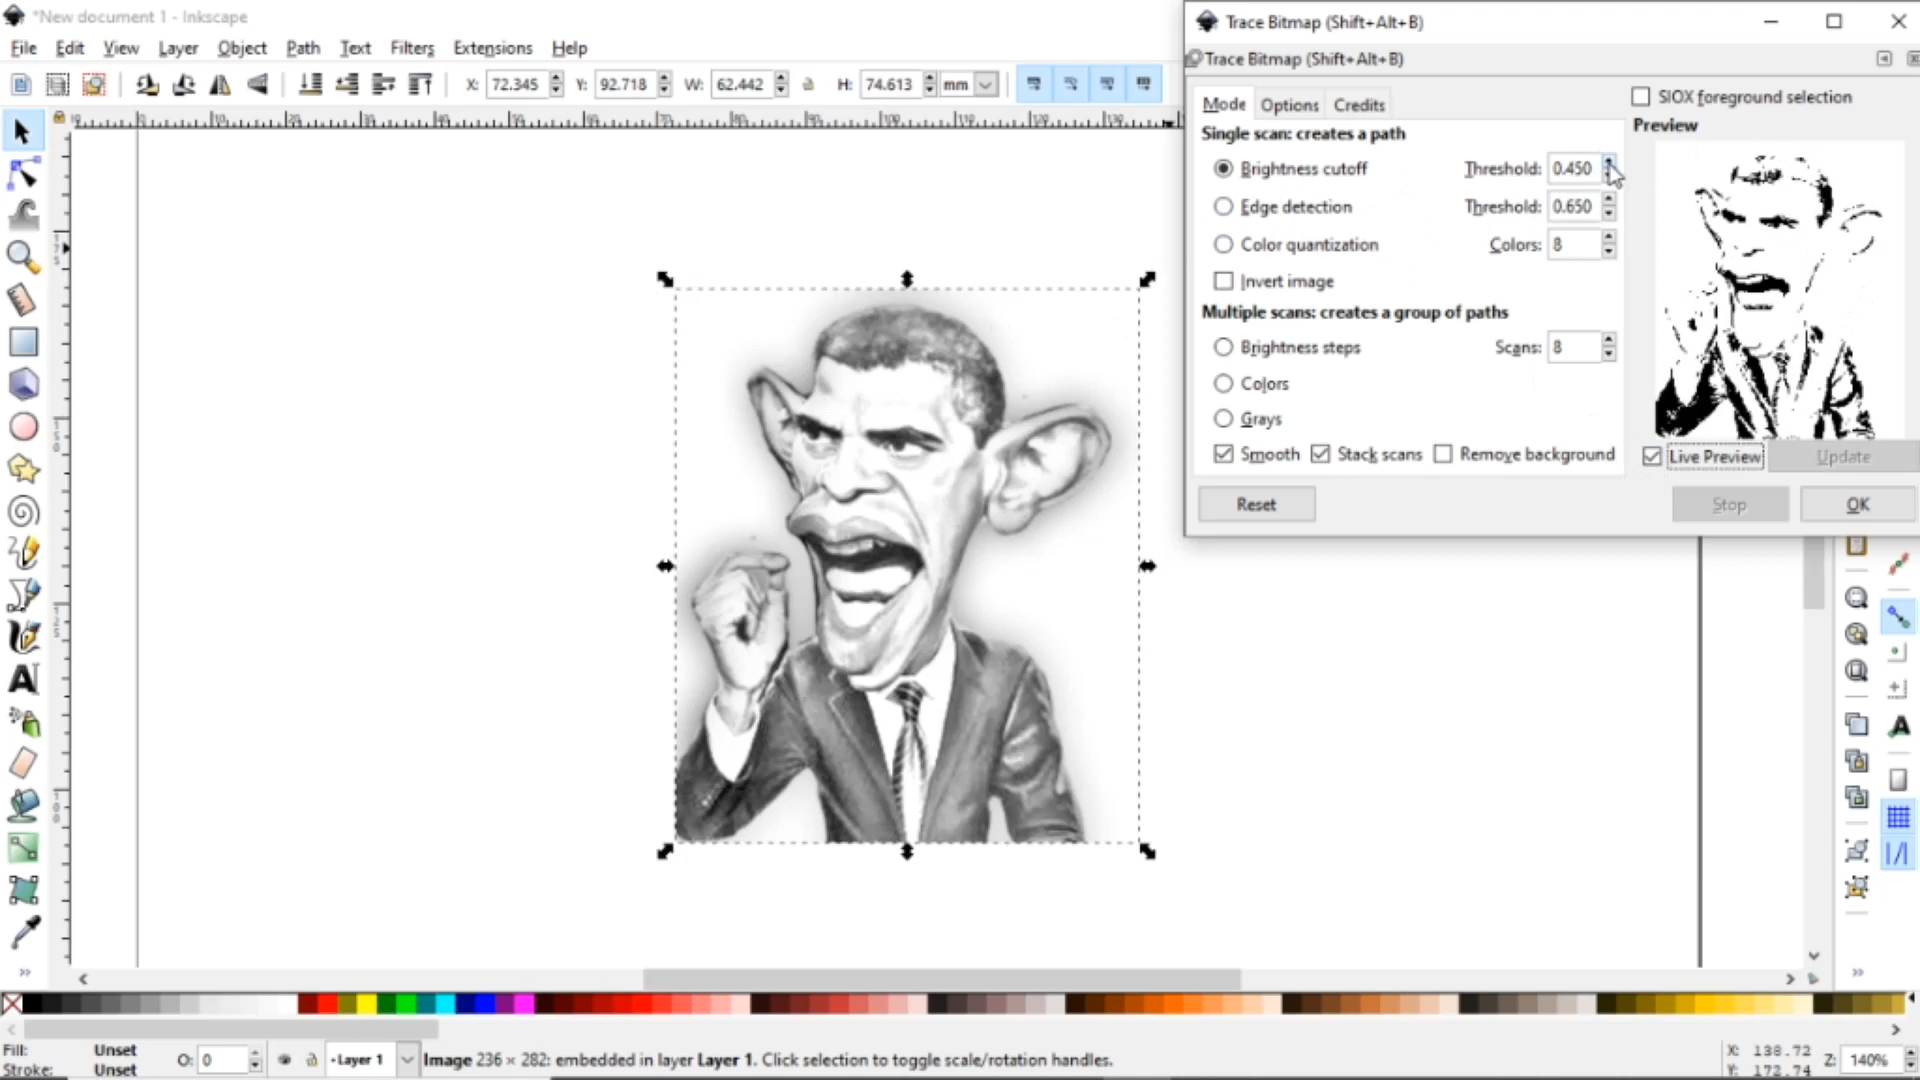 *New document 1 - Inkscape
File Edit View Layer Object Path Text Filters Extensions Help
X: 72.345 Y: 92.718 W: 62.442 H: 74.613 mm
Trace Bitmap (Shift+Alt+B)
Trace Bitmap (Shift+Alt+B)
Mode Options Credits
SIOX foreground selection
Preview
Single scan: creates a path
Brightness cutoff Threshold: 0.450
Edge detection Threshold: 0.650
Color quantization Colors: 8
Invert image
Multiple scans: creates a group of paths
Brightness steps Scans: 8
Colors
Grays
Smooth Stack scans Remove background
Live Preview Update
Reset Stop OK
Fill: Unset
Stroke: Unset
O: 0
Layer 1
Image 236 × 282: embedded in layer Layer 1. Click selection to toggle scale/rotation handles.
X: 138.72
Y: 172.74
Z: 140%